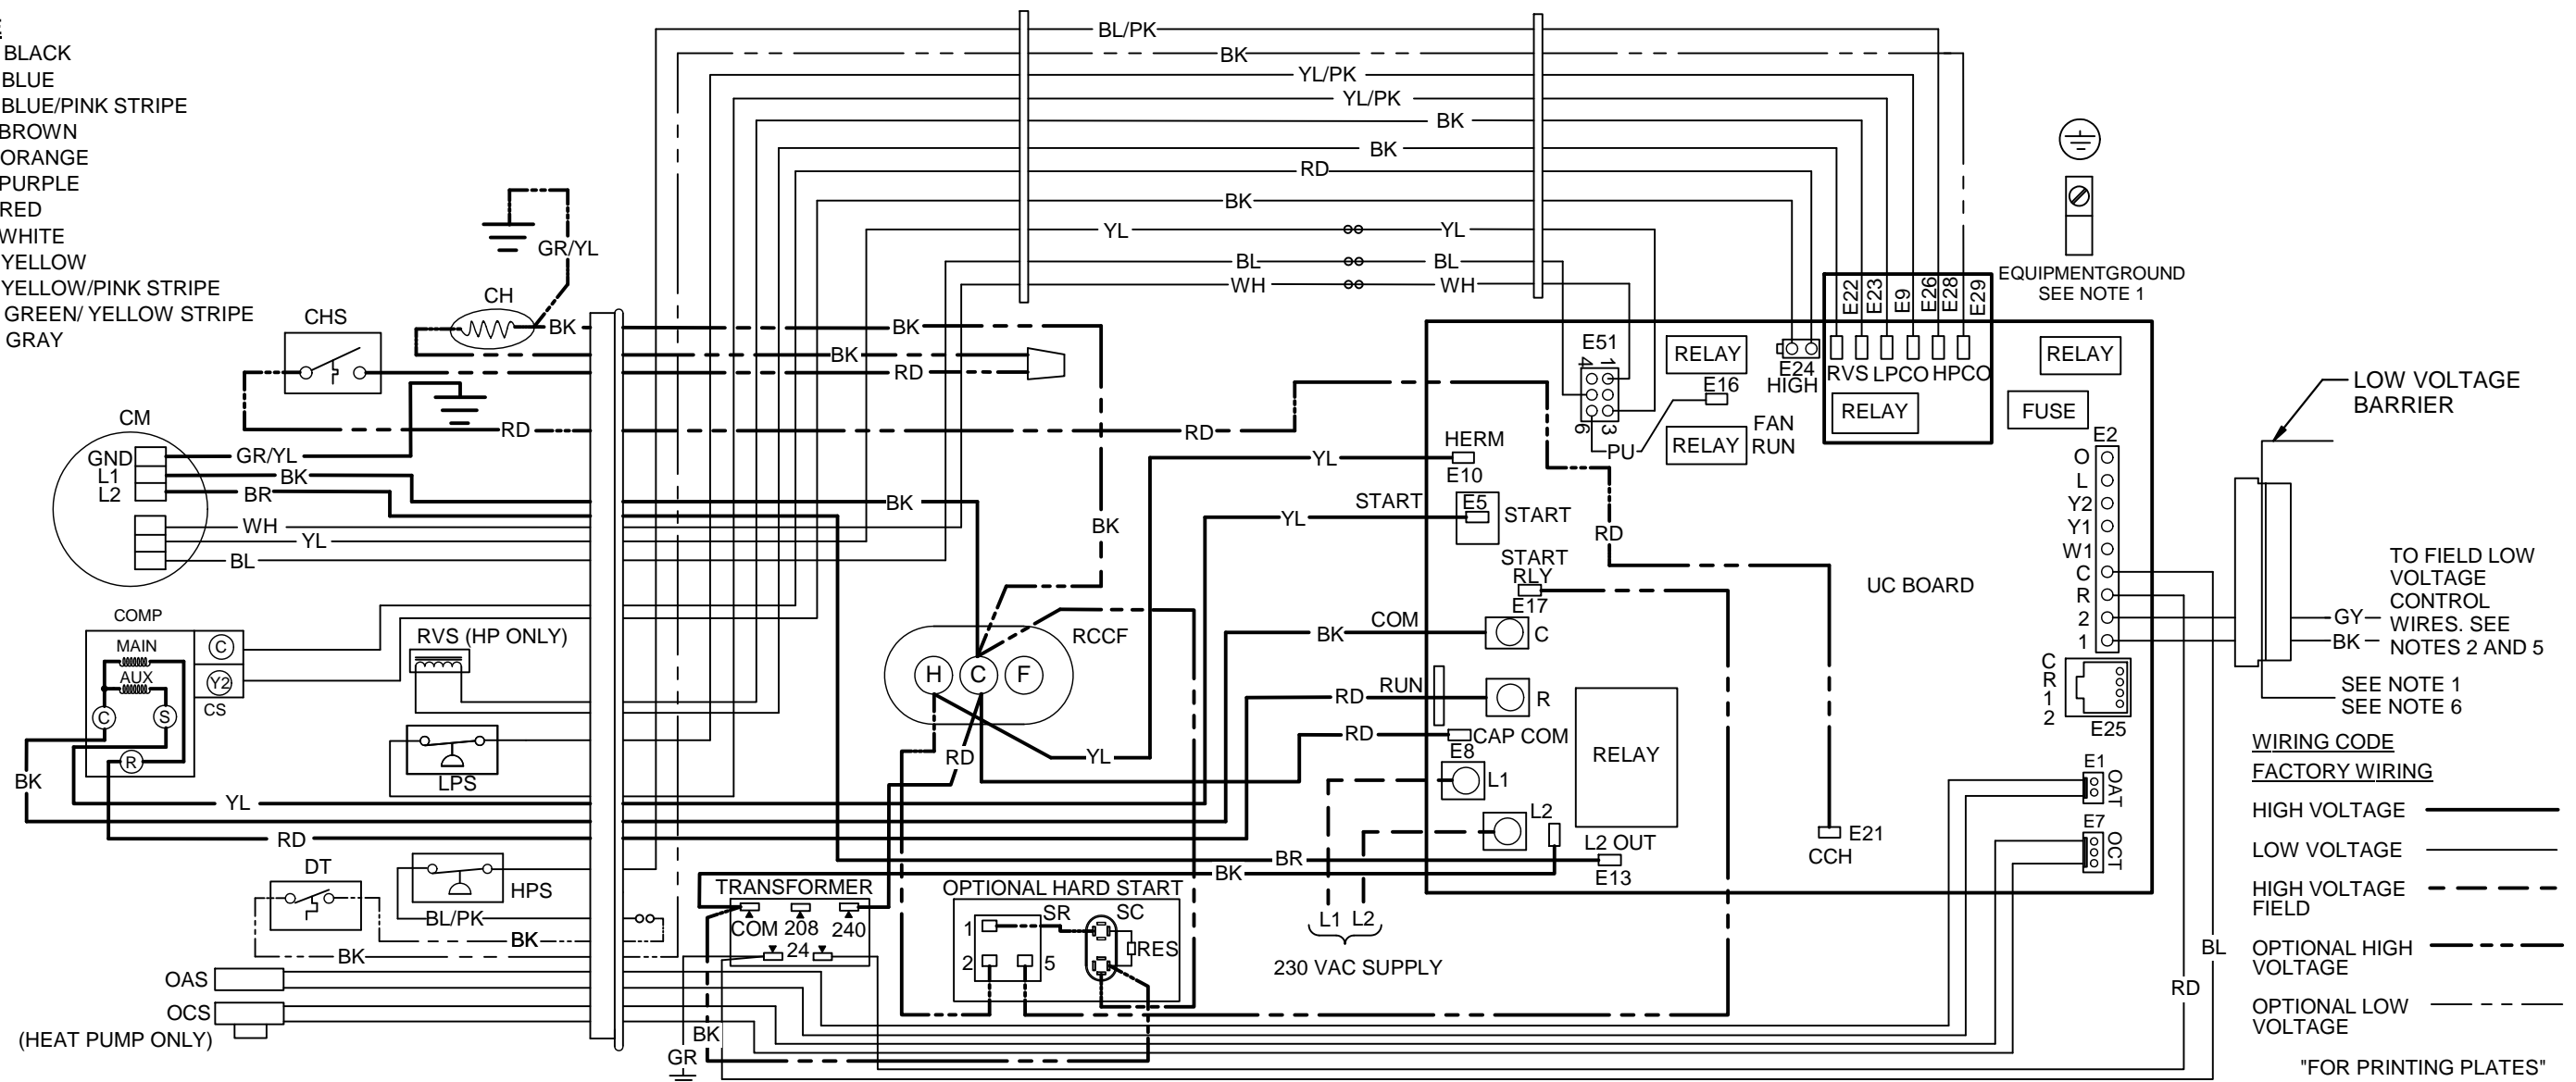 BLACK
BLUE
BLUE/PINK STRIPE
BROWN
ORANGE
PURPLE
RED
WHITE
YELLOW
YELLOW/PINK STRIPE
GREEN/ YELLOW STRIPE
GRAY
BL/PK
BK
YL/PK
YL/PK
BK
BK
RD
BK
YL
YL
BL
BL
WH
WH
GR/YL
CH
CHS
BK
BK
BK
RD
RD
RD
CM
GND
L1
L2
GR/YL
BK
BR
WH
YL
BL
BK
BK
COMP
MAIN
AUX
C
S
R
C
Y2
CS
RVS (HP ONLY)
LPS
BK
YL
RD
DT
HPS
BL/PK
BK
BK
OAS
OCS
(HEAT PUMP ONLY)
H
C
F
RCCF
RD
YL
YL
YL
BK
RD
RD
BR
BK
TRANSFORMER
COM
208
240
24
BK
GR
OPTIONAL HARD START
SR
SC
1
2
5
RES
L1
L2
230 VAC SUPPLY
EQUIPMENTGROUND
SEE NOTE 1
E22
E23
E9
E26
E28
E29
RVS
LPCO
HPCO
RELAY
E51
4
1
6
3
PU
RELAY
E16
RELAY
FAN
RUN
E24
HIGH
RELAY
FUSE
HERM
E10
START
E5
START
START
RLY
E17
COM
C
RUN
R
CAP COM
E8
L1
L2
L2 OUT
E13
RELAY
RD
E21
CCH
UC BOARD
E2
O
L
Y2
Y1
W1
C
R
2
1
C
R
1
2
E25
E1
OAT
E7
OCT
BL
RD
LOW VOLTAGE
BARRIER
GY
BK
TO FIELD LOW
VOLTAGE
CONTROL
WIRES. SEE
NOTES 2 AND 5
SEE NOTE 1
SEE NOTE 6
WIRING CODE
FACTORY WIRING
HIGH VOLTAGE
LOW VOLTAGE
HIGH VOLTAGE
FIELD
OPTIONAL HIGH
VOLTAGE
OPTIONAL LOW
VOLTAGE
"FOR PRINTING PLATES"